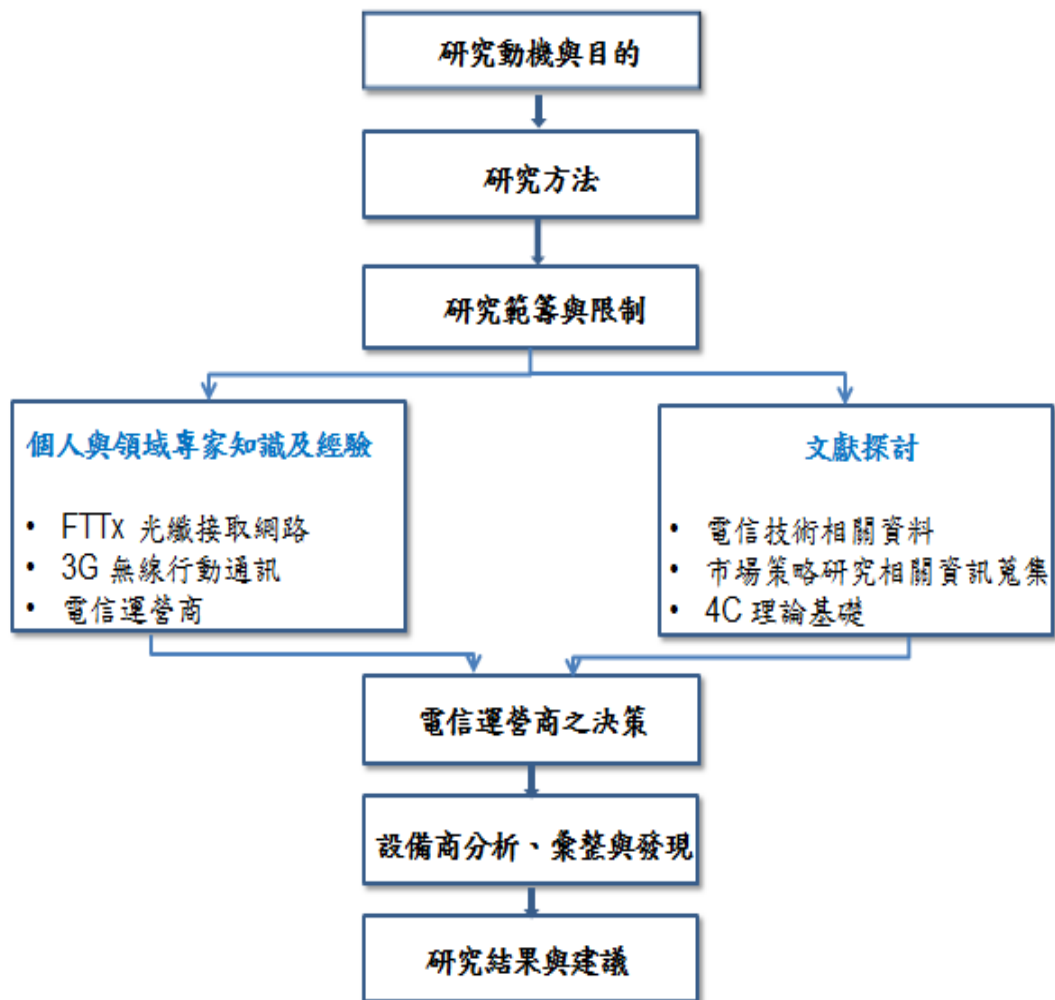 研究動機與目的
研究方法
研究範籌與限制
個人與領域專家知識及經驗
• FTTx 光纖接取網路
• 3G 無線行動通訊
• 電信運營商
文獻探討
• 電信技術相關資料
• 市場策略研究相關資訊蒐集
• 4C 理論基礎
電信運營商之決策
設備商分析、彙整與發現
研究結果與建議